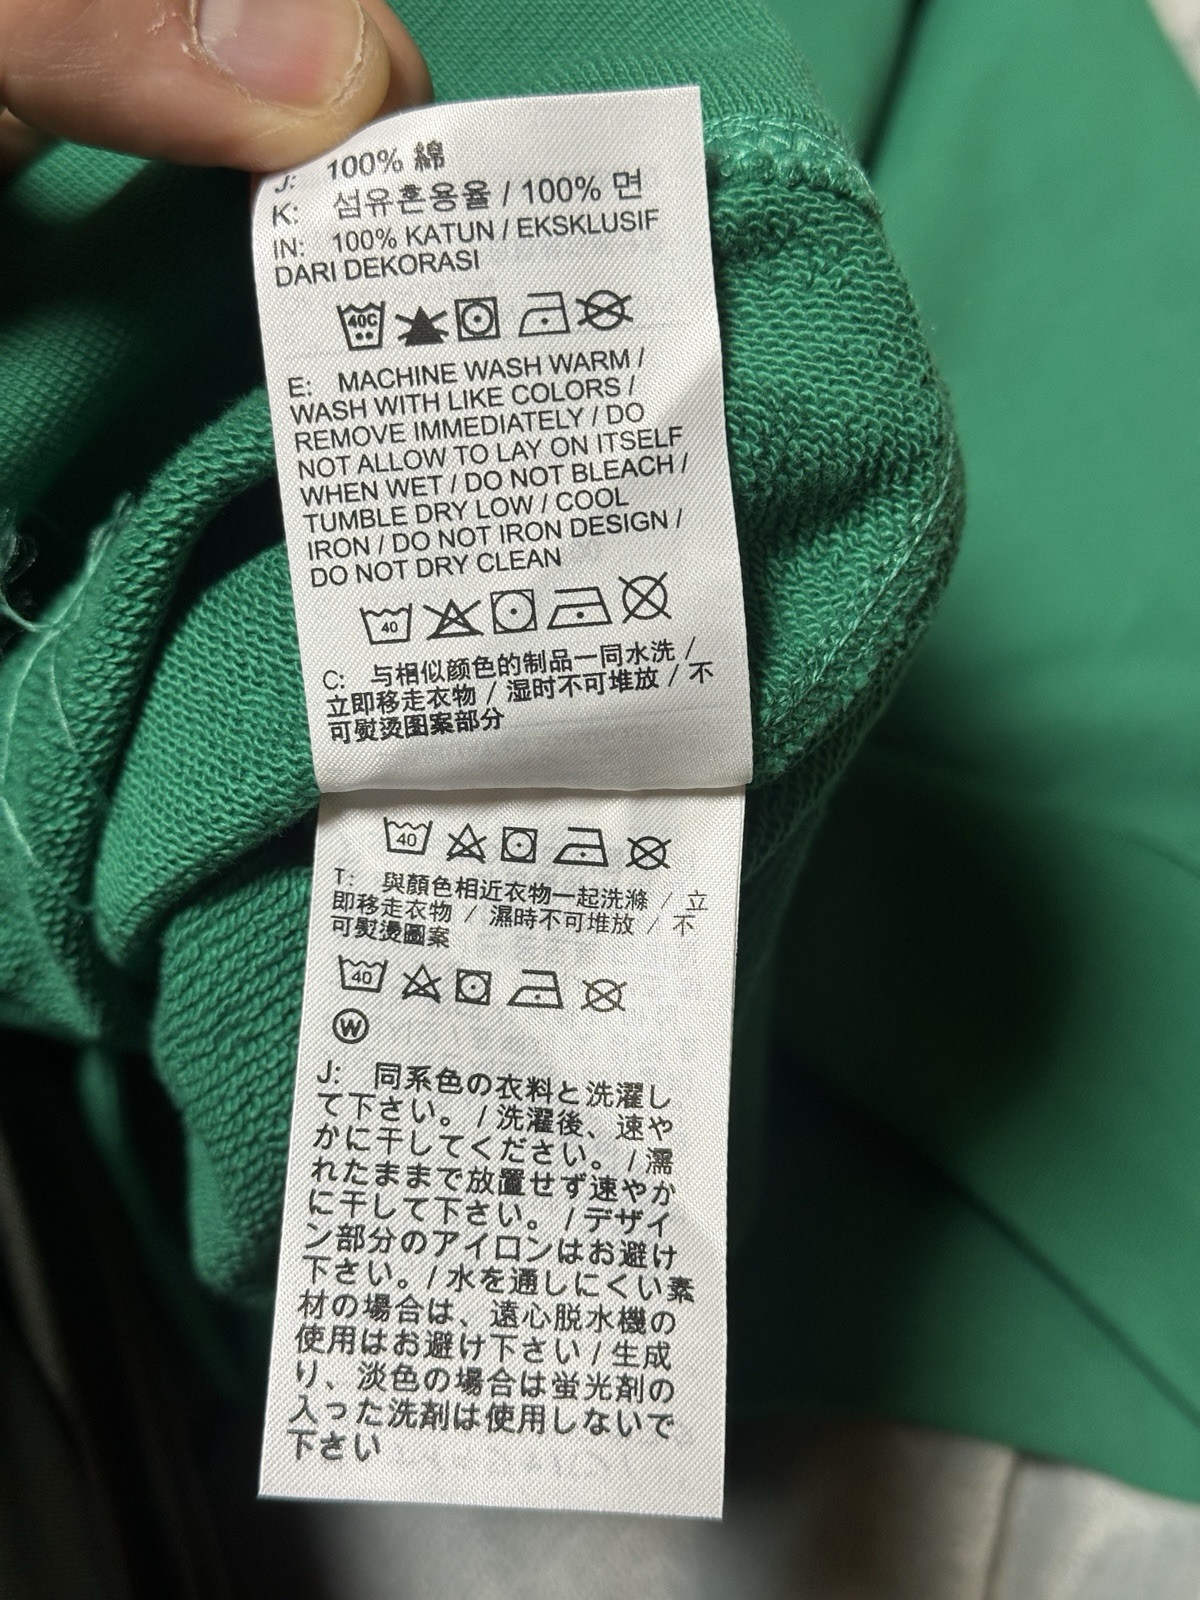 J: 100% 綿
K: 섬유혼용율 / 100% 면
IN: 100% KATUN / EKSKLUSIF
DARI DEKORASI
40C
E: MACHINE WASH WARM /
WASH WITH LIKE COLORS /
REMOVE IMMEDIATELY / DO
NOT ALLOW TO LAY ON ITSELF
WHEN WET / DO NOT BLEACH /
TUMBLE DRY LOW / COOL
IRON / DO NOT IRON DESIGN /
DO NOT DRY CLEAN
40
C: 与相似颜色的制品一同水洗 /
立即移走衣物 / 湿时不可堆放 / 不
可熨烫图案部分
40
T: 與顏色相近衣物一起洗滌 / 立
即移走衣物 / 濕時不可堆放 / 不
可熨燙圖案
40
W
J: 同系色の衣料と洗濯し
て下さい。 / 洗濯後、速や
かに干してください。 / 濡
れたままで放置せず速やか
に干して下さい。 / デザイ
ン部分のアイロンはお避け
下さい。 / 水を通しにくい素
材の場合は、遠心脱水機の
使用はお避け下さい / 生成
り、淡色の場合は蛍光剤の
入った洗剤は使用しないで
下さい